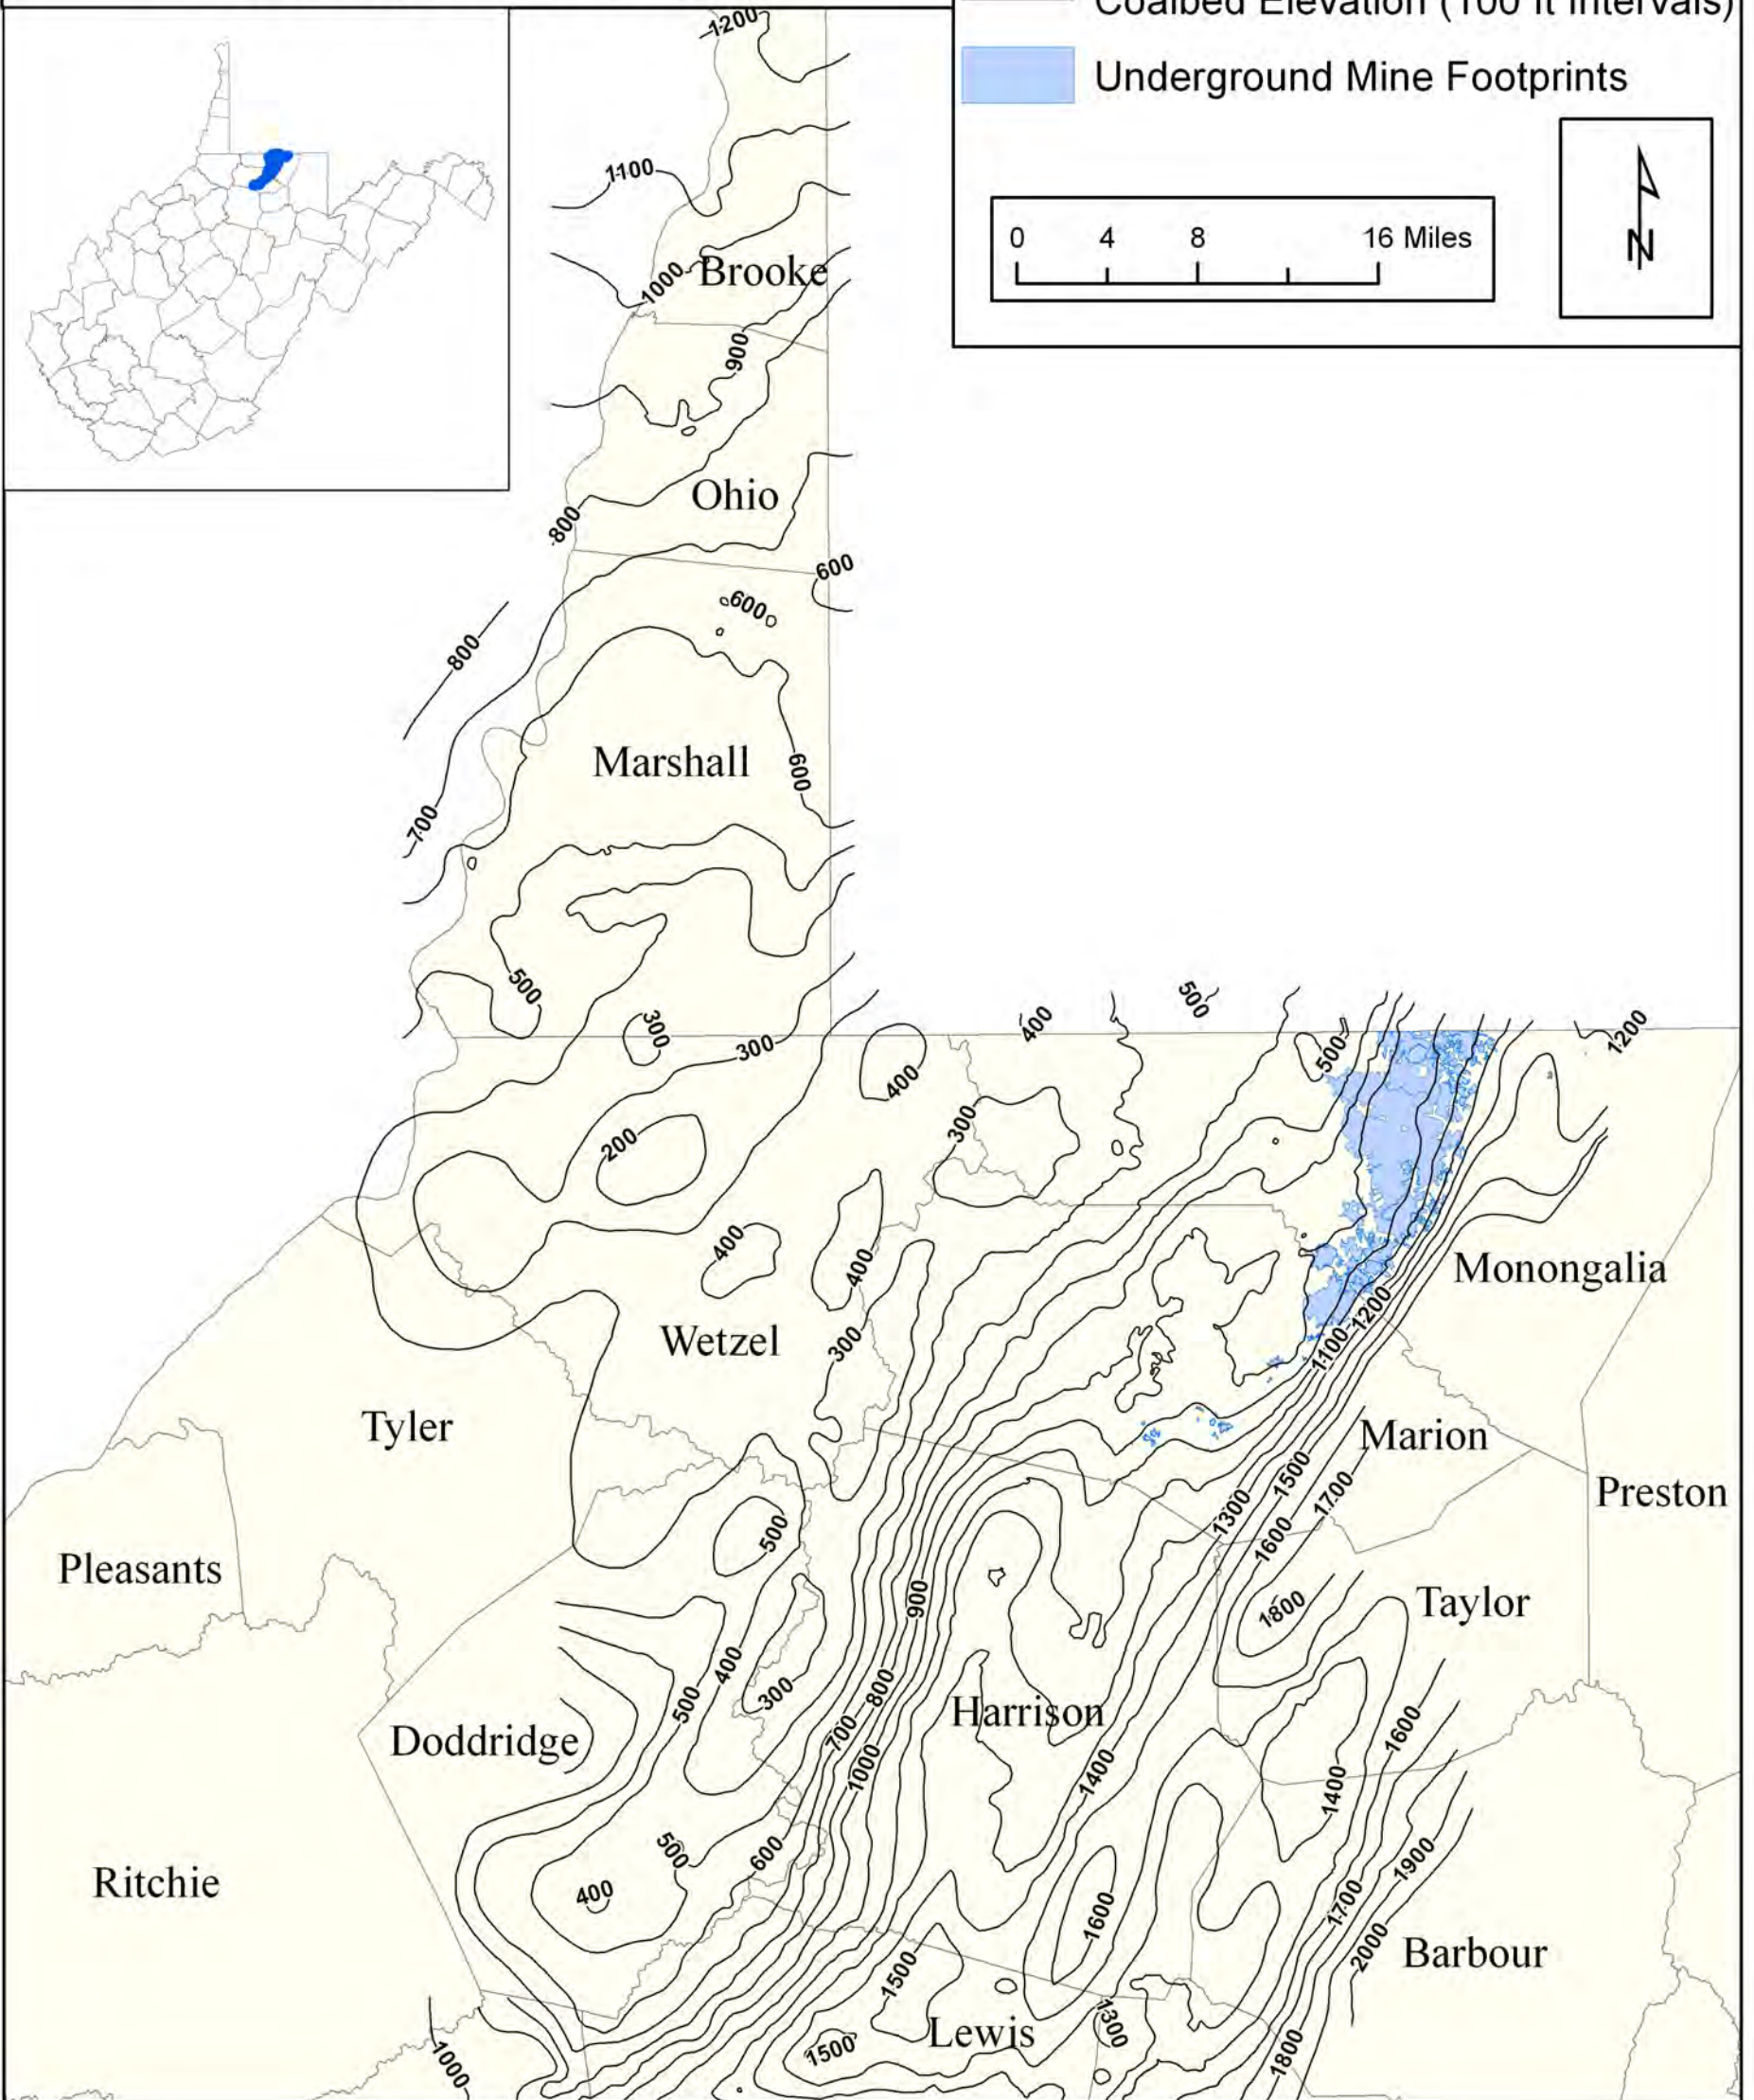 Coalbed Elevation (100 ft Intervals)
Underground Mine Footprints
0 4 8 16 Miles
N
1200
1100
1000
Brooke
900
Ohio
800
600
600
800
Marshall
600
700
500
300
300
400
400
500
500
1200
200
300
400
400
Monongalia
Wetzel
300
1100
1200
Tyler
Marion
1500
1700
Preston
1300
1600
500
Pleasants
900
1800
Taylor
400
300
500
800
700
Harrison
1600
Doddridge
1000
1400
1400
500
600
1900
Ritchie
400
1600
1700
2000
Barbour
1500
1300
Lewis
1500
1800
1000